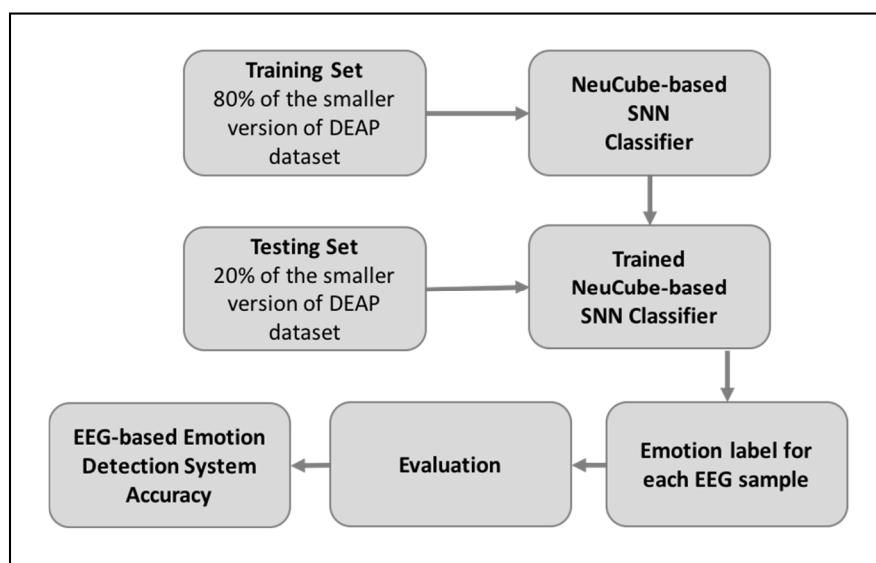 Training Set
80% of the smaller
version of DEAP
dataset
NeuCube-based
SNN
Classifier
Testing Set
20% of the smaller
version of DEAP
dataset
Trained
NeuCube-based
SNN Classifier
EEG-based Emotion
Detection System
Accuracy
Evaluation
Emotion label for
each EEG sample